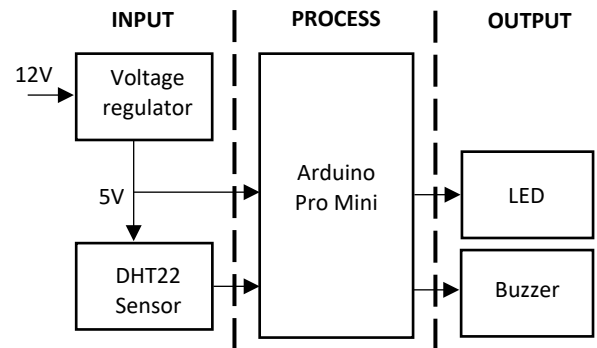 INPUT
PROCESS
OUTPUT
12V
Voltage
regulator
5V
DHT22
Sensor
Arduino
Pro Mini
LED
Buzzer